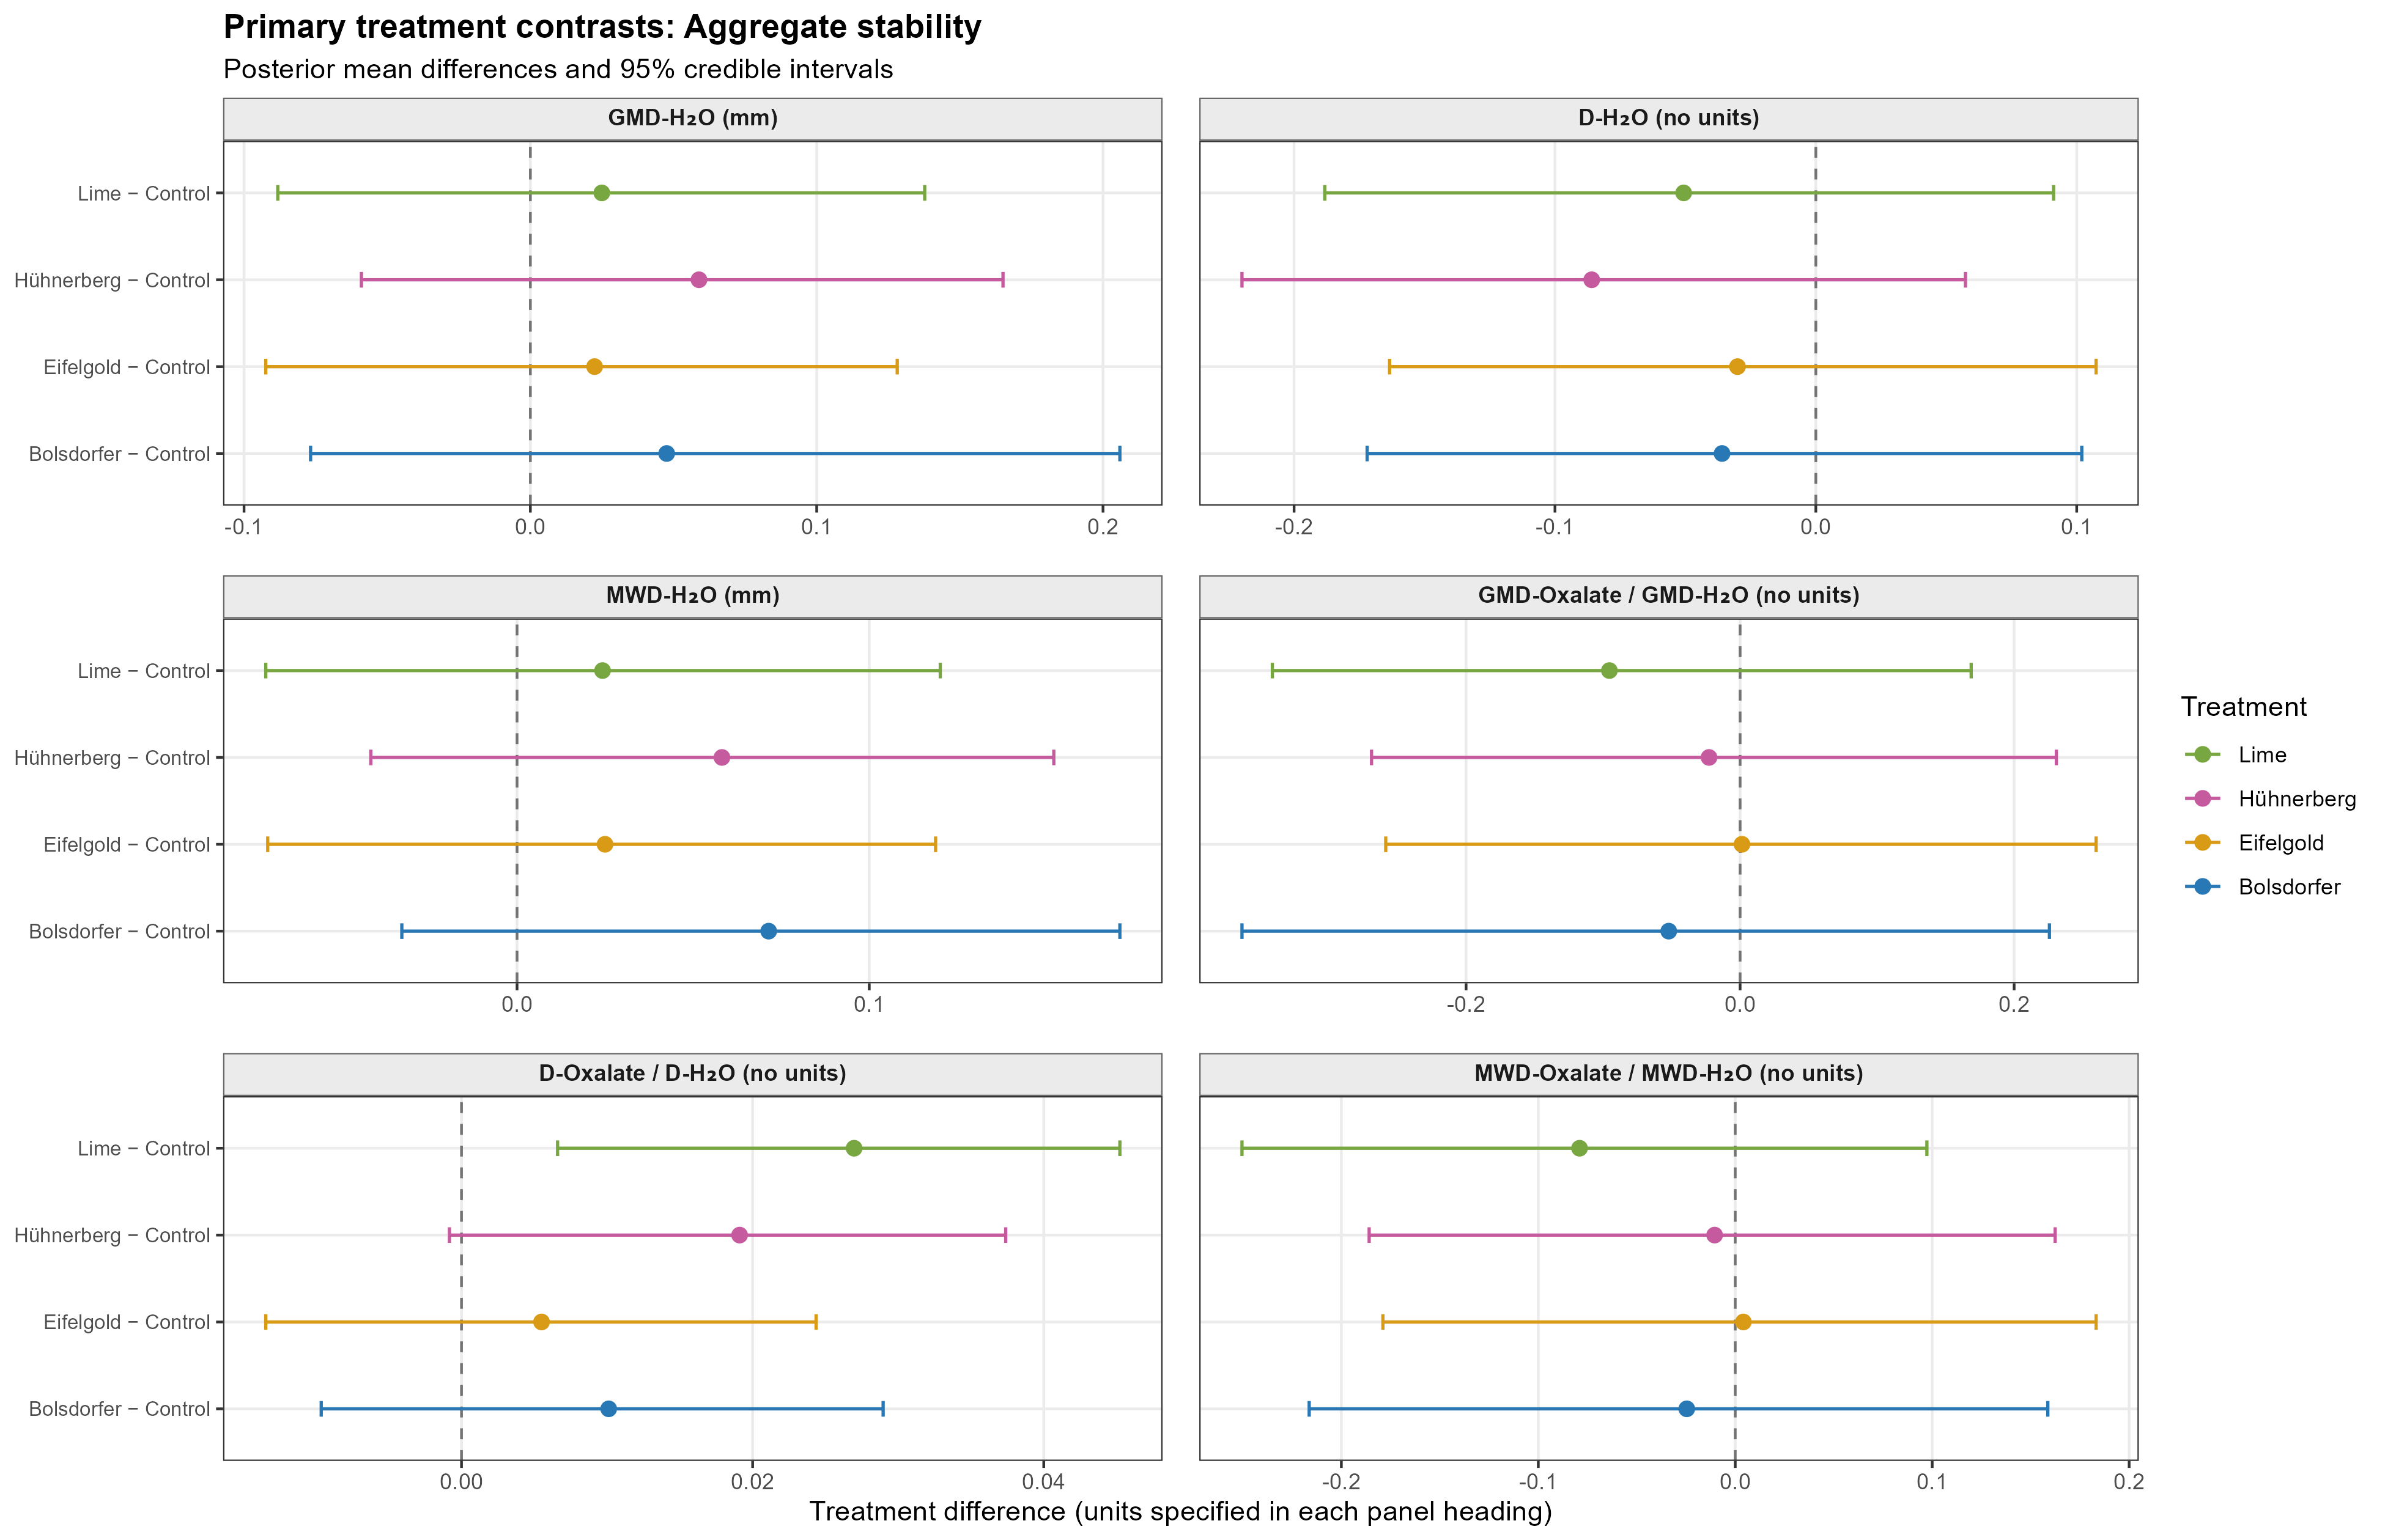 Primary treatment contrasts: Aggregate stability
Posterior mean differences and 95% credible intervals
GMD-H₂O (mm)
Lime − Control
Hühnerberg − Control
Eifelgold − Control
Bolsdorfer − Control
-0.1 0.0 0.1 0.2
D-H₂O (no units)
-0.2 -0.1 0.0 0.1
MWD-H₂O (mm)
Lime − Control
Hühnerberg − Control
Eifelgold − Control
Bolsdorfer − Control
0.0 0.1
GMD-Oxalate / GMD-H₂O (no units)
-0.2 0.0 0.2
D-Oxalate / D-H₂O (no units)
Lime − Control
Hühnerberg − Control
Eifelgold − Control
Bolsdorfer − Control
0.00 0.02 0.04
MWD-Oxalate / MWD-H₂O (no units)
-0.2 -0.1 0.0 0.1 0.2
Treatment difference (units specified in each panel heading)
Treatment
Lime
Hühnerberg
Eifelgold
Bolsdorfer